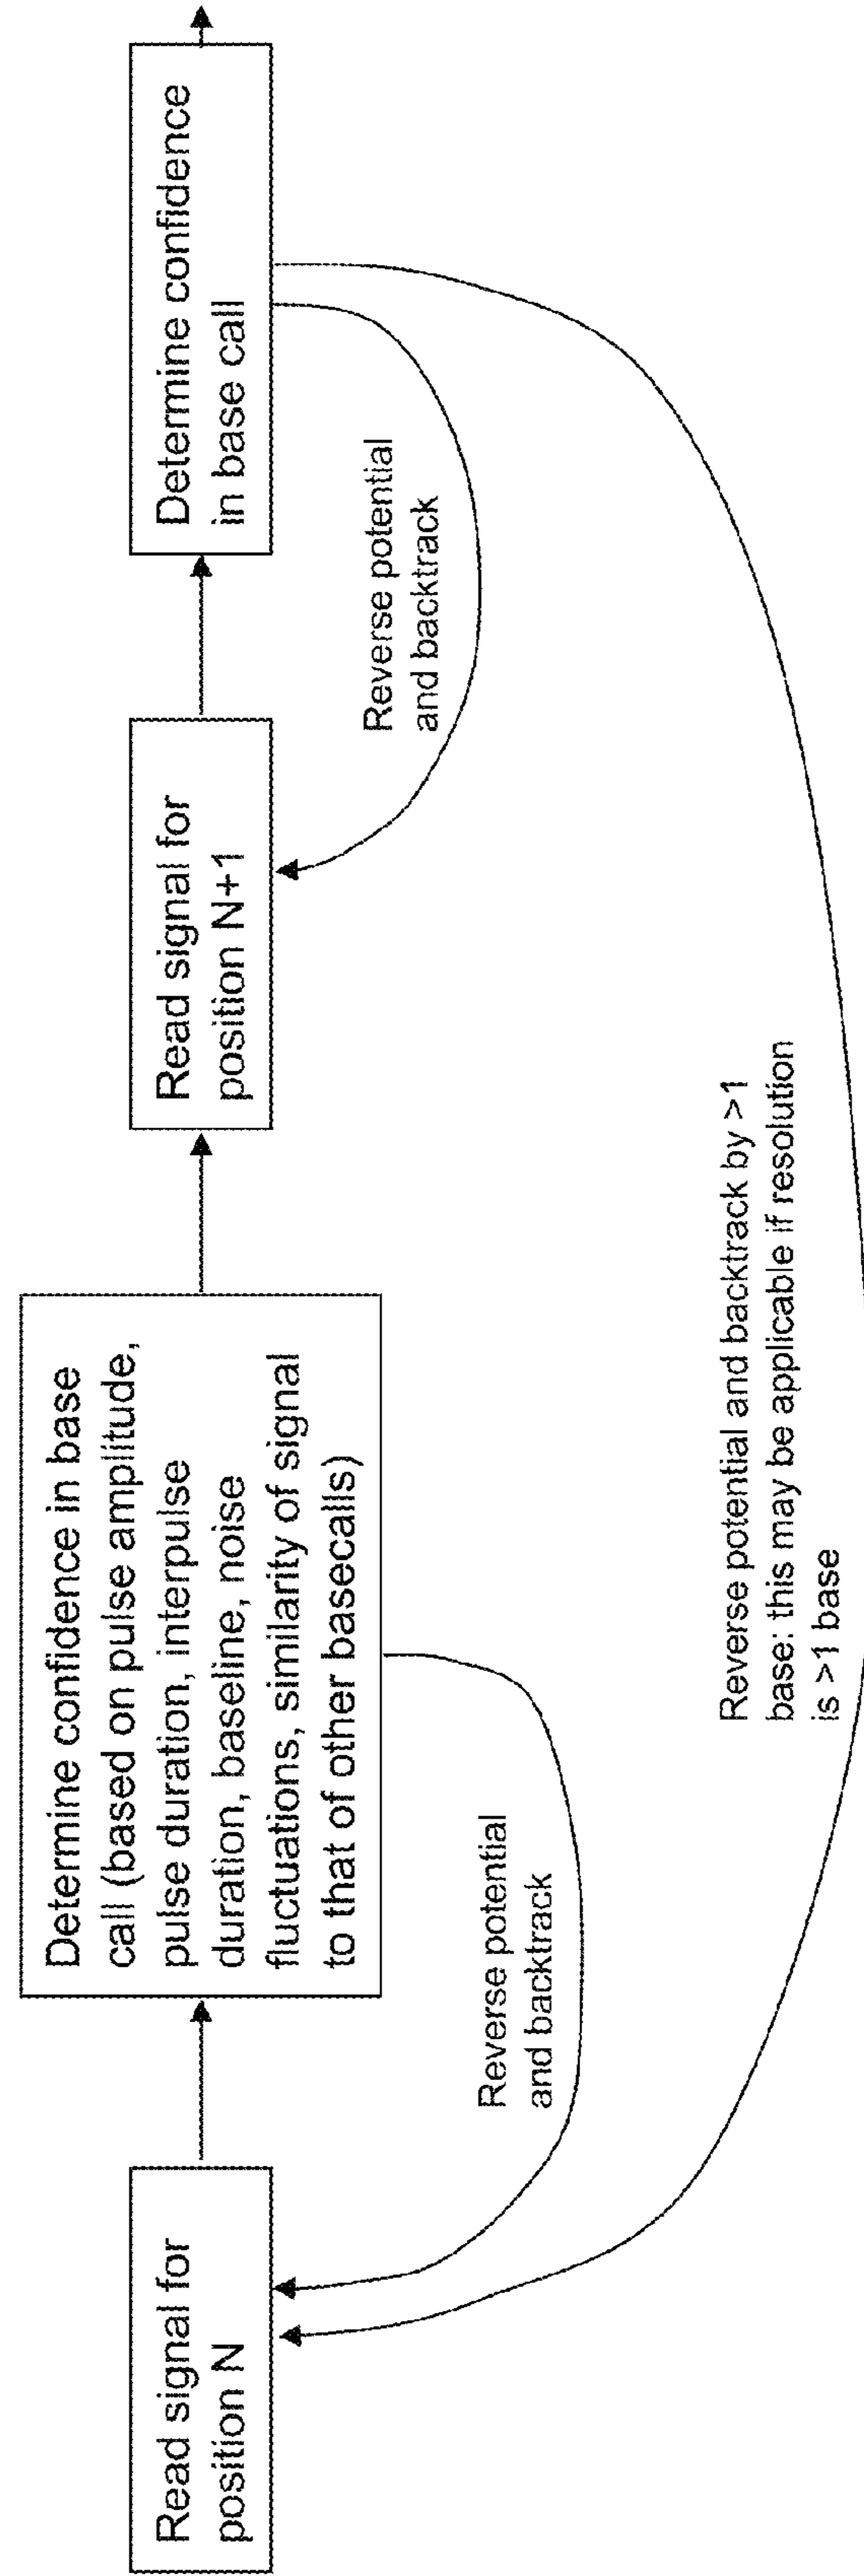 Read signal for
position N
Determine confidence in base
call (based on pulse amplitude,
pulse duration, interpulse
duration, baseline, noise
fluctuations, similarity of signal
to that of other basecalls)
Read signal for
position N+1
Determine confidence
in base call
Reverse potential
and backtrack
Reverse potential
and backtrack
Reverse potential and backtrack by >1
base: this may be applicable if resolution
is >1 base